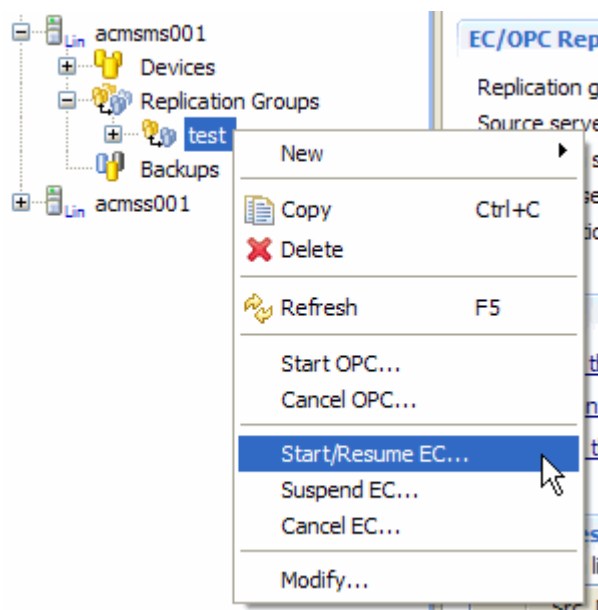 acmsms001
Lin
Devices
Replication Groups
test
Backups
acmss001
Lin
EC/OPC Rep
Replication g
Source serve
New
Copy Ctrl+C
Delete
Refresh F5
Start OPC...
Cancel OPC...
Start/Resume EC...
Suspend EC...
Cancel EC...
Modify...